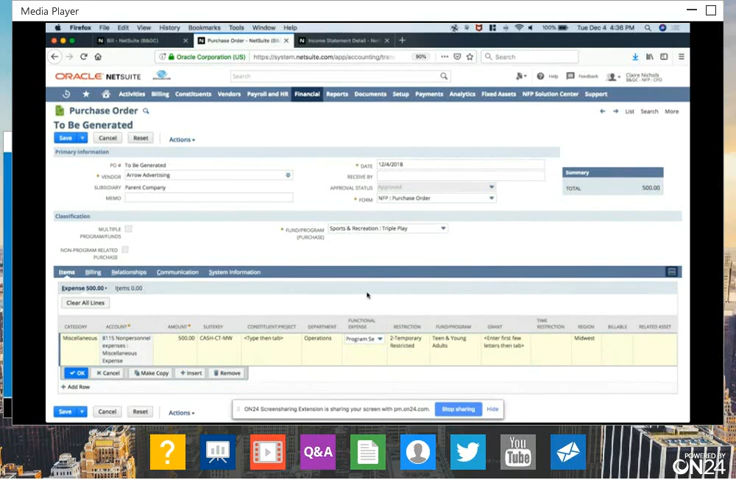 Media Player
Firefox File Edit View History Bookmarks Tools Window Help
100% Tue Dec 4 4:36 PM
N Bill - NetSuite (B&GC) × N Purchase Order - NetSuite (B × N Income Statement Detail - NetS ×
Oracle Corporation (US) https://system.netsuite.com/app/accounting/tran 90% Search
ORACLE NETSUITE Search Help Feedback Claire Nichols
B&GC - NFP - CFO
Activities Billing Constituents Vendors Payroll and HR Financial Reports Documents Setup Payments Analytics Fixed Assets NFP Solution Center Support
Purchase Order List Search More
To Be Generated
Save Cancel Reset Actions
Primary Information
PO # To Be Generated * DATE 12/4/2018 Summary
* VENDOR Arrow Advertising RECEIVE BY
SUBSIDIARY Parent Company APPROVAL STATUS Approved TOTAL 500.00
MEMO * FORM NFP : Purchase Order
Classification
MULTIPLE PROGRAM/FUNDS * FUND/PROGRAM (PURCHASE) Sports & Recreation : Triple Play
NON-PROGRAM RELATED PURCHASE
Items Billing Relationships Communication System Information
Expense 500.00 • Items 0.00
Clear All Lines
CATEGORY ACCOUNT * AMOUNT * SUITEKEY CONSTITUENT/PROJECT DEPARTMENT FUNCTIONAL EXPENSE RESTRICTION FUND/PROGRAM GRANT TIME RESTRICTION REGION BILLABLE RELATED ASSET
Miscellaneous 8115 Nonpersonnel expenses : Miscellaneous Expense 500.00 CASH-CT-MW <Type then tab> Operations Program Se 2-Temporary Restricted Teen & Young Adults <Enter first few letters then tab> Midwest
OK Cancel Make Copy Insert Remove
+ Add Row
Save Cancel Reset Actions
ON24 Screensharing Extension is sharing your screen with pm.on24.com. Stop sharing Hide
? Q&A You Tube
POWERED BY
ON24